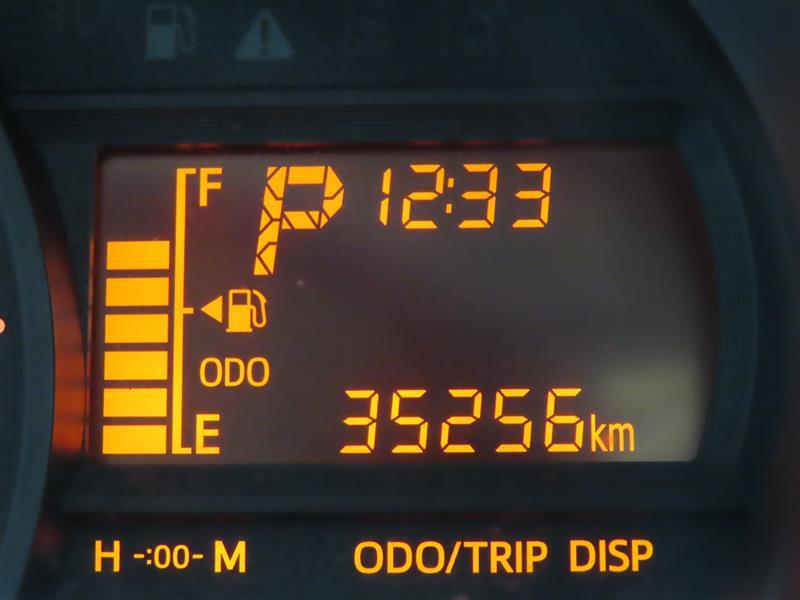 F P 12:33
ODO
E 35256km
H -:00- M ODO/TRIP DISP